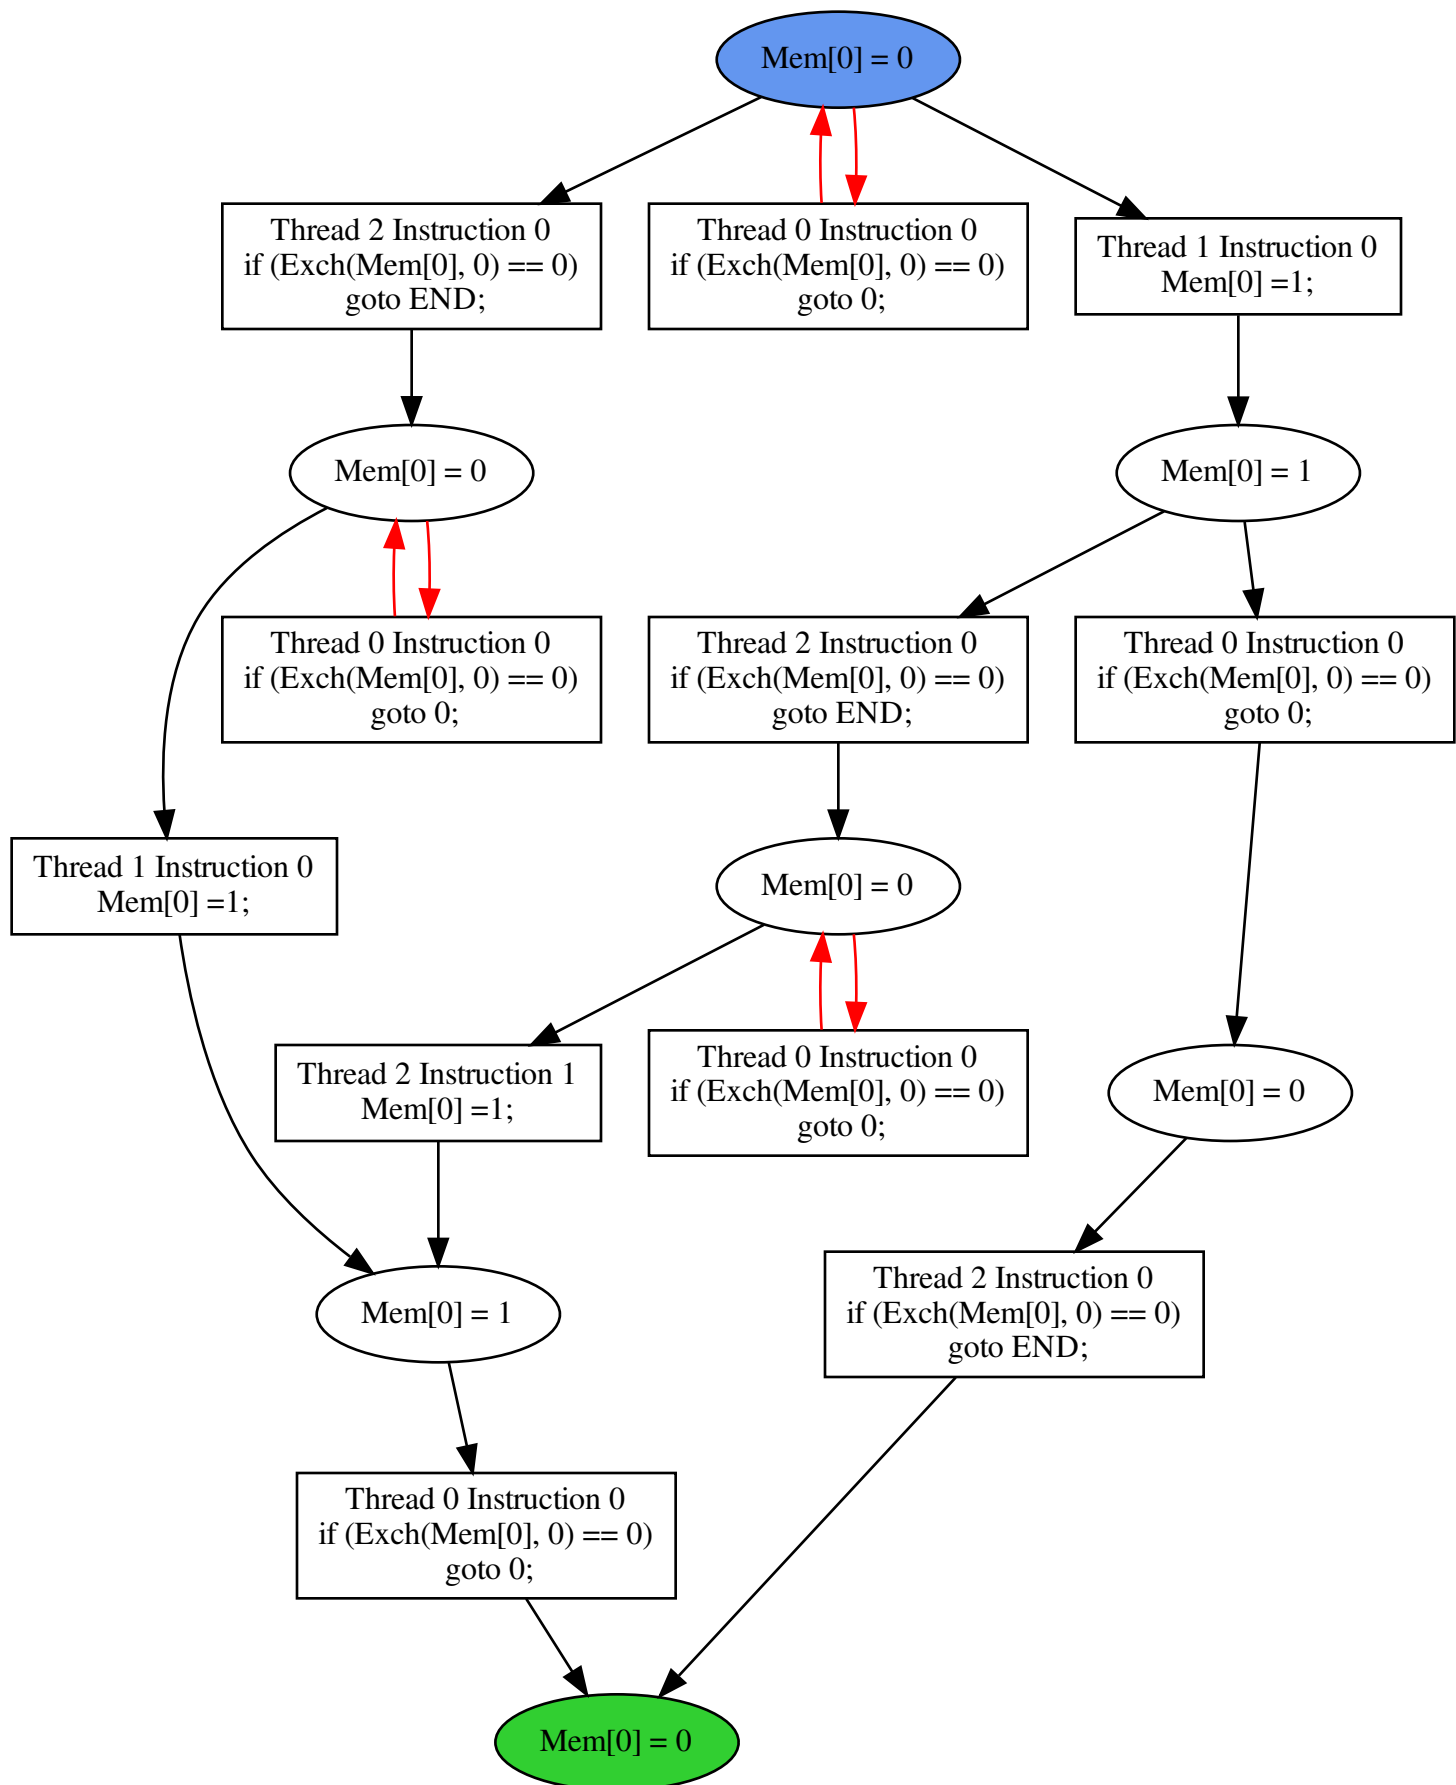 Mem[0] = 0
Thread 2 Instruction 0
if (Exch(Mem[0], 0) == 0)
goto END;
Thread 0 Instruction 0
if (Exch(Mem[0], 0) == 0)
goto 0;
Thread 1 Instruction 0
Mem[0] =1;
Mem[0] = 0
Mem[0] = 1
Thread 0 Instruction 0
if (Exch(Mem[0], 0) == 0)
goto 0;
Thread 2 Instruction 0
if (Exch(Mem[0], 0) == 0)
goto END;
Thread 0 Instruction 0
if (Exch(Mem[0], 0) == 0)
goto 0;
Thread 1 Instruction 0
Mem[0] =1;
Mem[0] = 0
Thread 2 Instruction 1
Mem[0] =1;
Thread 0 Instruction 0
if (Exch(Mem[0], 0) == 0)
goto 0;
Mem[0] = 0
Mem[0] = 1
Thread 2 Instruction 0
if (Exch(Mem[0], 0) == 0)
goto END;
Thread 0 Instruction 0
if (Exch(Mem[0], 0) == 0)
goto 0;
Mem[0] = 0